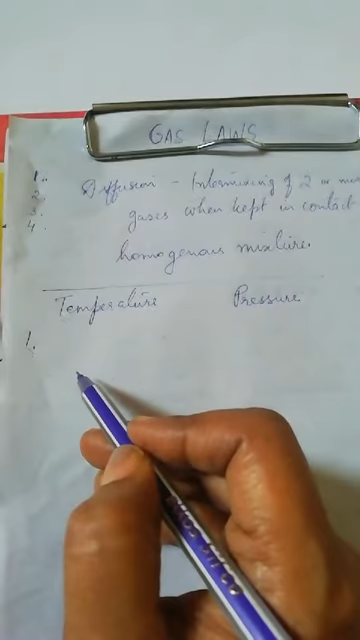 GAS LAWS
1.. Diffusion - Intermixing of 2 or
2
3. gases when kept in contact
4.
homogenous mixture.
Temperature Pressure
1.